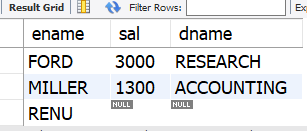 Result Grid Filter Rows:
ename sal dname
FORD 3000 RESEARCH
MILLER 1300 ACCOUNTING
RENU NULL NULL